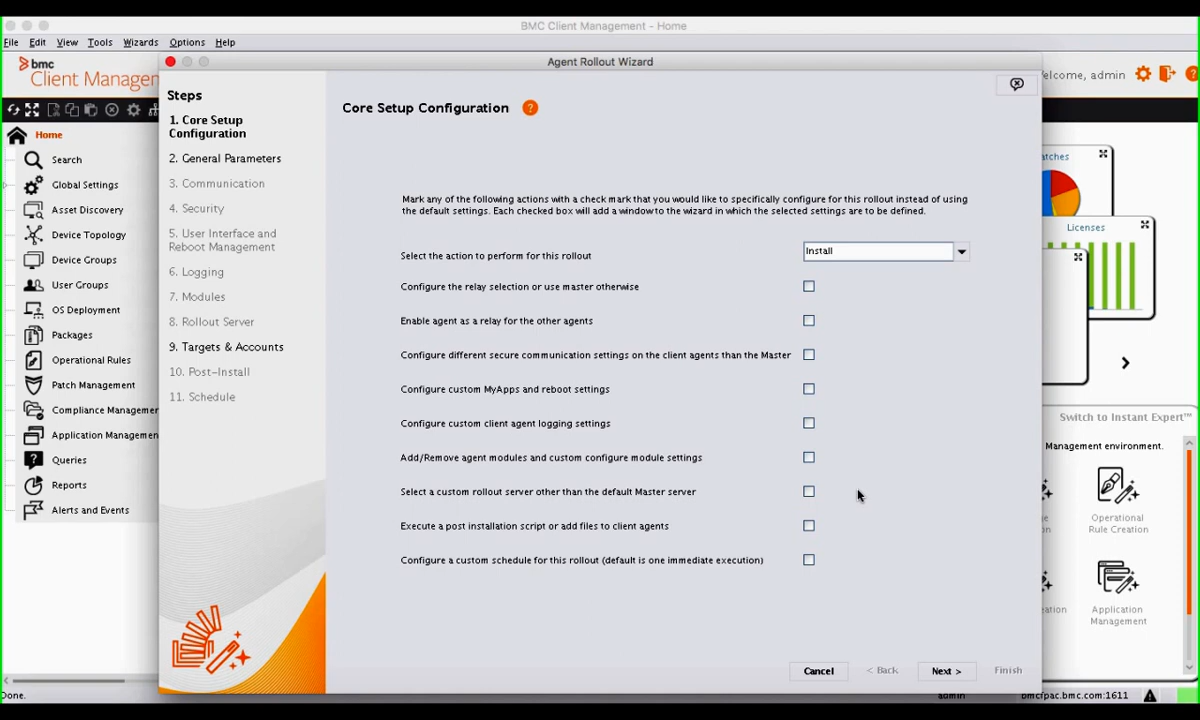 BMC Client Management - Home
File Edit View Tools Wizards Options Help
bmc
Client Manage
Welcome, admin
Agent Rollout Wizard
Home
Search
Global Settings
Asset Discovery
Device Topology
Device Groups
User Groups
OS Deployment
Packages
Operational Rules
Patch Management
Compliance Managemen
Application Managemen
Queries
Reports
Alerts and Events
Steps
1. Core Setup
Configuration
2. General Parameters
3. Communication
4. Security
5. User Interface and
Reboot Management
6. Logging
7. Modules
8. Rollout Server
9. Targets & Accounts
10. Post-Install
11. Schedule
Core Setup Configuration ?
Mark any of the following actions with a check mark that you would like to specifically configure for this rollout instead of using
the default settings. Each checked box will add a window to the wizard in which the selected settings are to be defined.
Select the action to perform for this rollout
Install
Configure the relay selection or use master otherwise
Enable agent as a relay for the other agents
Configure different secure communication settings on the client agents than the Master
Configure custom MyApps and reboot settings
Configure custom client agent logging settings
Add/Remove agent modules and custom configure module settings
Select a custom rollout server other than the default Master server
Execute a post installation script or add files to client agents
Configure a custom schedule for this rollout (default is one immediate execution)
Cancel < Back Next > Finish
atches
Licenses
Switch to Instant Expert™
Management environment.
Operational
Rule Creation
Application
Management
Done.
admin
bmcfpac.bmc.com:1611